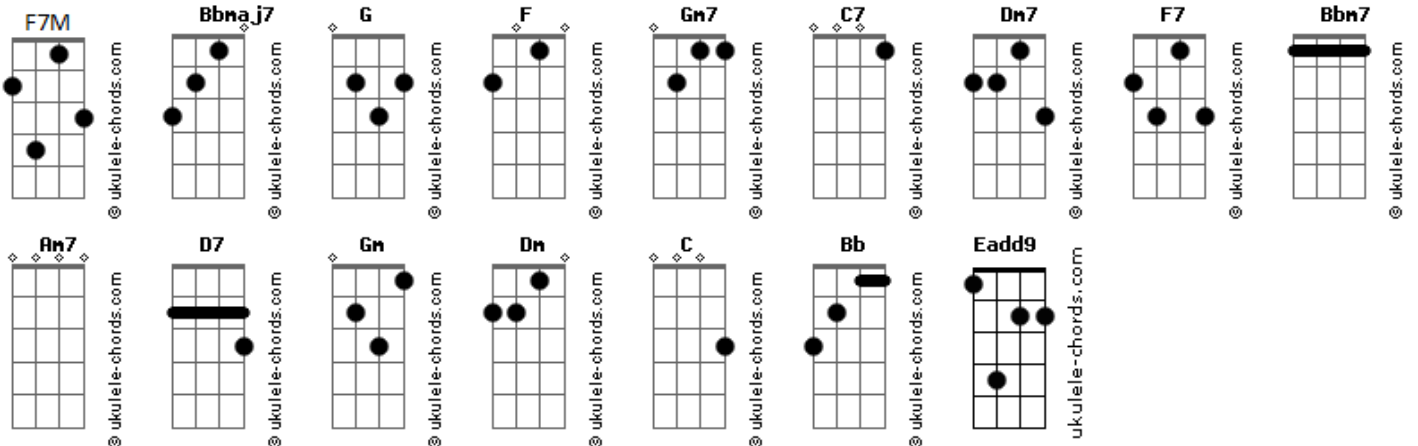 F7M Bbmaj7 G F Gm7 C7 Dm7 F7 Bbm7
© ukulele-chords.com © ukulele-chords.com © ukulele-chords.com © ukulele-chords.com © ukulele-chords.com © ukulele-chords.com © ukulele-chords.com © ukulele-chords.com © ukulele-chords.com
Am7 D7 Gm Dm C Bb Eadd9
© ukulele-chords.com © ukulele-chords.com © ukulele-chords.com © ukulele-chords.com © ukulele-chords.com © ukulele-chords.com ukulele-chords.com